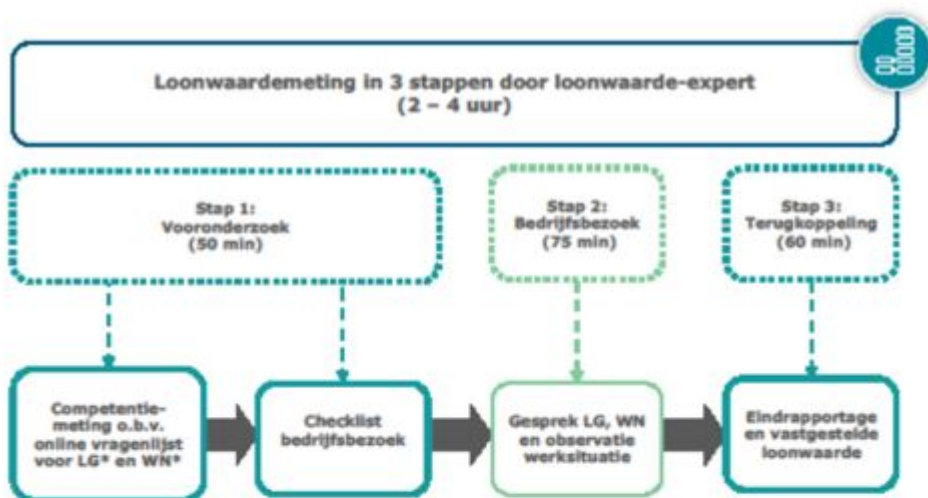 Loonwaardemeting in 3 stappen door loonwaarde-expert
(2 – 4 uur)
Stap 1:
Vooronderzoek
(50 min)
Stap 2:
Bedrijfsbezoek
(75 min)
Stap 3:
Terugkoppeling
(60 min)
Competentie-
meting o.b.v.
online vragenlijst
voor LG* en WN*
Checklist
bedrijfsbezoek
Gesprek LG, WN
en observatie
werksituatie
Eindrapportage
en vastgestelde
loonwaarde